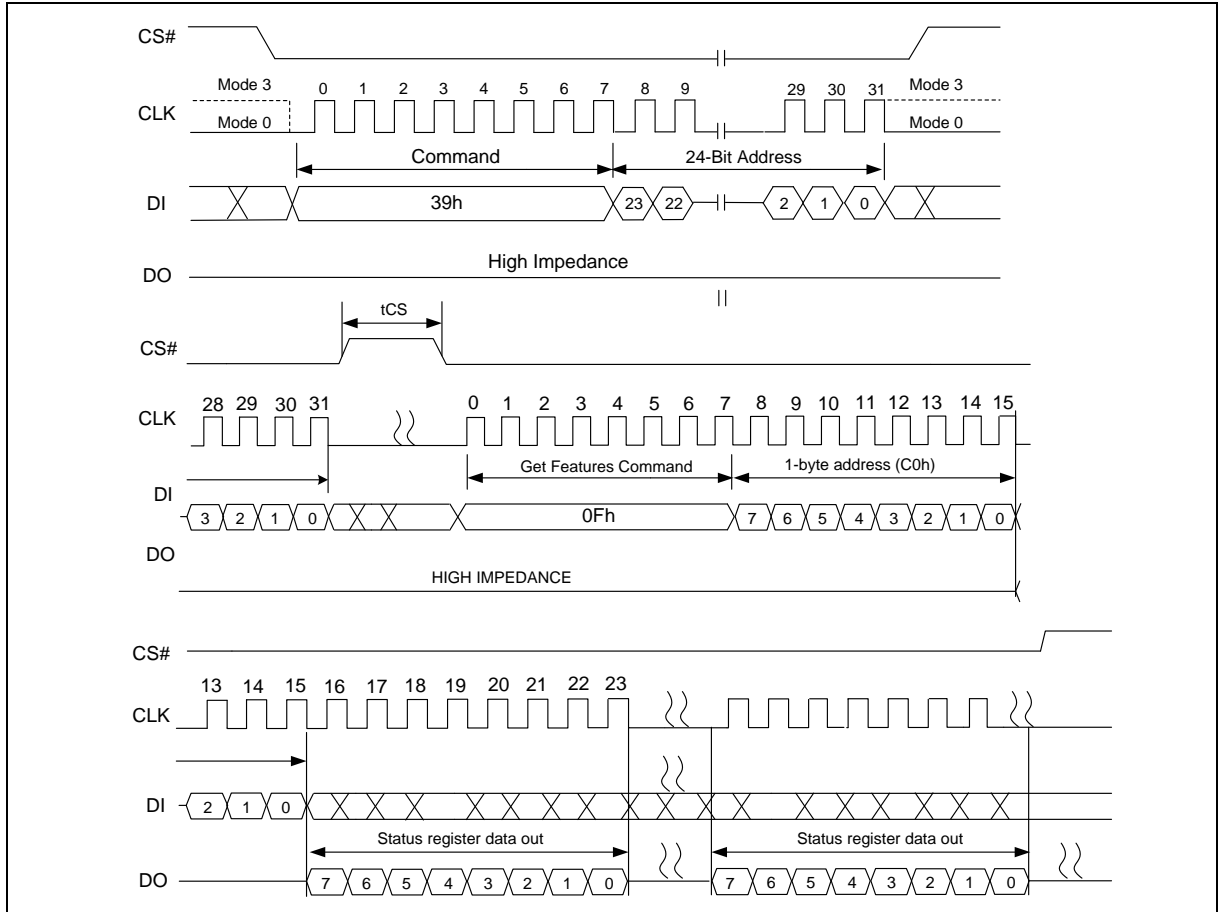 CS#
Mode 3
0 1 2 3 4 5 6 7 8 9 29 30 31
Mode 3
CLK
Mode 0
Mode 0
Command
24-Bit Address
DI
39h
23 22 2 1 0
High Impedance
DO
tCS
CS#
28 29 30 31 0 1 2 3 4 5 6 7 8 9 10 11 12 13 14 15
CLK
Get Features Command
1-byte address (C0h)
DI
3 2 1 0 0Fh 7 6 5 4 3 2 1 0
DO
HIGH IMPEDANCE
CS#
13 14 15 16 17 18 19 20 21 22 23
CLK
DI
2 1 0
Status register data out
Status register data out
DO
7 6 5 4 3 2 1 0 7 6 5 4 3 2 1 0